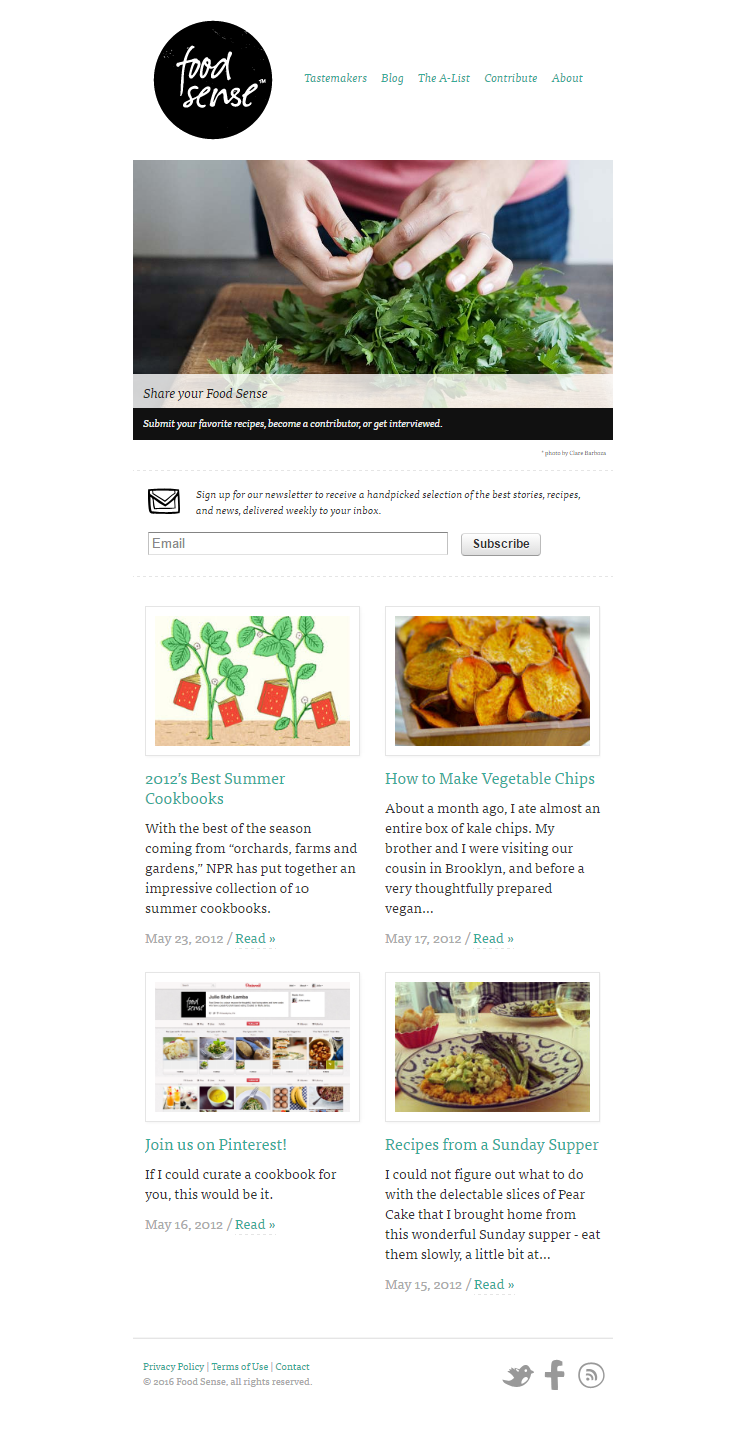 food
sense™
Tastemakers Blog The A-List Contribute About
Share your Food Sense
Submit your favorite recipes, become a contributor, or get interviewed.
* photo by Clare Barboza
Sign up for our newsletter to receive a handpicked selection of the best stories, recipes,
and news, delivered weekly to your inbox.
Email
Subscribe
2012's Best Summer
Cookbooks
With the best of the season
coming from “orchards, farms and
gardens,” NPR has put together an
impressive collection of 10
summer cookbooks.
May 23, 2012 / Read »
How to Make Vegetable Chips
About a month ago, I ate almost an
entire box of kale chips. My
brother and I were visiting our
cousin in Brooklyn, and before a
very thoughtfully prepared
vegan...
May 17, 2012 / Read »
Pinterest
food
sense
Julie Shah Lamba
Join us on Pinterest!
If I could curate a cookbook for
you, this would be it.
May 16, 2012 / Read »
Recipes from a Sunday Supper
I could not figure out what to do
with the delectable slices of Pear
Cake that I brought home from
this wonderful Sunday supper - eat
them slowly, a little bit at...
May 15, 2012 / Read »
Privacy Policy | Terms of Use | Contact
© 2016 Food Sense, all rights reserved.